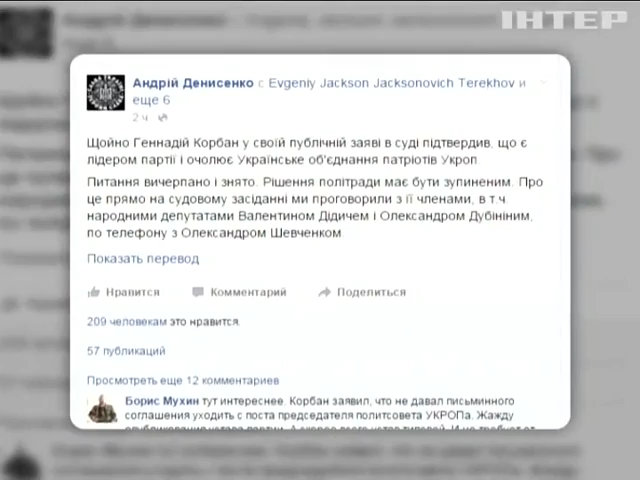 ІНТЕР
Андрій Денисенко с Evgeniy Jackson Jacksonovich Terekhov и
еще 6
2 ч
Щойно Геннадій Корбан у своїй публічній заяві в суді підтвердив, що є
лідером партії і очолює Українське об'єднання патріотів Укроп
Питання вичерпано і знято. Рішення політради має бути зупиненим. Про
це прямо на судовому засіданні ми проговорили з її членами, в т.ч.
народними депутатами Валентином Дідичем і Олександром Дубініним,
по телефону з Олександром Шевченком.
Показать перевод
Нравится Комментарий Поделиться
209 человекам это нравится.
57 публикаций
Просмотреть еще 12 комментариев
Борис Мухин тут интереснее. Корбан заявил, что не давал письминного
соглашения уходить с поста председателя политсовета УКРОПа. Жажду